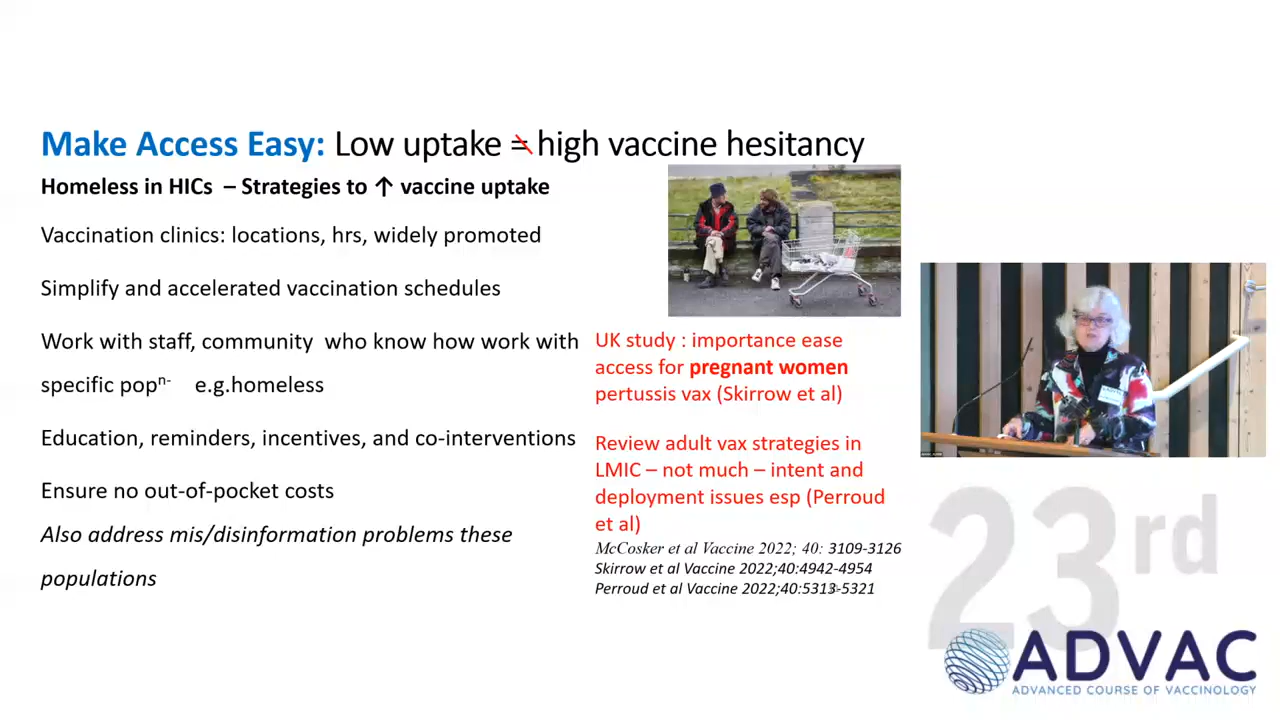 Make Access Easy: Low uptake ≠ high vaccine hesitancy
Homeless in HICs – Strategies to ↑ vaccine uptake
Vaccination clinics: locations, hrs, widely promoted
Simplify and accelerated vaccination schedules
Work with staff, community who know how work with
specific popn- e.g.homeless
Education, reminders, incentives, and co-interventions
Ensure no out-of-pocket costs
Also address mis/disinformation problems these
populations
UK study : importance ease
access for pregnant women
pertussis vax (Skirrow et al)
Review adult vax strategies in
LMIC – not much – intent and
deployment issues esp (Perroud
et al)
McCosker et al Vaccine 2022; 40: 3109-3126
Skirrow et al Vaccine 2022;40:4942-4954
Perroud et al Vaccine 2022;40:5313-5321
23rd
ADVAC
ADVANCED COURSE OF VACCINOLOGY